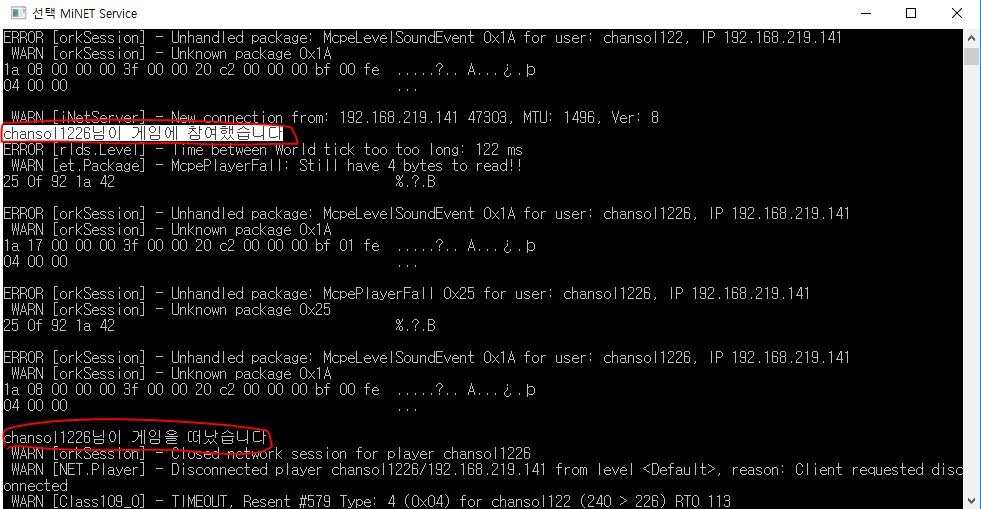 선택 MiNET Service
ERROR [orkSession] - Unhandled package: McpeLevelSoundEvent 0x1A for user: chansol122, IP 192.168.219.141
WARN [orkSession] - Unknown package 0x1A
1a 08 00 00 00 3f 00 00 20 c2 00 00 00 bf 00 fe  .....?.. A...¿.þ
04 00 00  ...
WARN [iNetServer] - New connection from: 192.168.219.141 47303, MTU: 1496, Ver: 8
chansol1226님이 게임에 참여했습니다
ERROR [rlds.Level] - Time between World tick too too long: 122 ms
WARN [et.Package] - McpePlayerFall: Still have 4 bytes to read!!
25 0f 92 1a 42  %.?.B
ERROR [orkSession] - Unhandled package: McpeLevelSoundEvent 0x1A for user: chansol1226, IP 192.168.219.141
WARN [orkSession] - Unknown package 0x1A
1a 17 00 00 00 3f 00 00 20 c2 00 00 00 bf 01 fe  .....?.. A...¿.þ
04 00 00  ...
ERROR [orkSession] - Unhandled package: McpePlayerFall 0x25 for user: chansol1226, IP 192.168.219.141
WARN [orkSession] - Unknown package 0x25
25 0f 92 1a 42  %.?.B
ERROR [orkSession] - Unhandled package: McpeLevelSoundEvent 0x1A for user: chansol1226, IP 192.168.219.141
WARN [orkSession] - Unknown package 0x1A
1a 08 00 00 00 3f 00 00 20 c2 00 00 00 bf 00 fe  .....?.. A...¿.þ
04 00 00  ...
chansol1226님이 게임을 떠났습니다
WARN [orkSession] - Closed network session for player chansol1226
WARN [NET.Player] - Disconnected player chansol1226/192.168.219.141 from level <Default>, reason: Client requested disc
onnected
WARN [Class109_0] - TIMEOUT, Resent #579 Type: 4 (0x04) for chansol122 (240 > 226) RTO 113